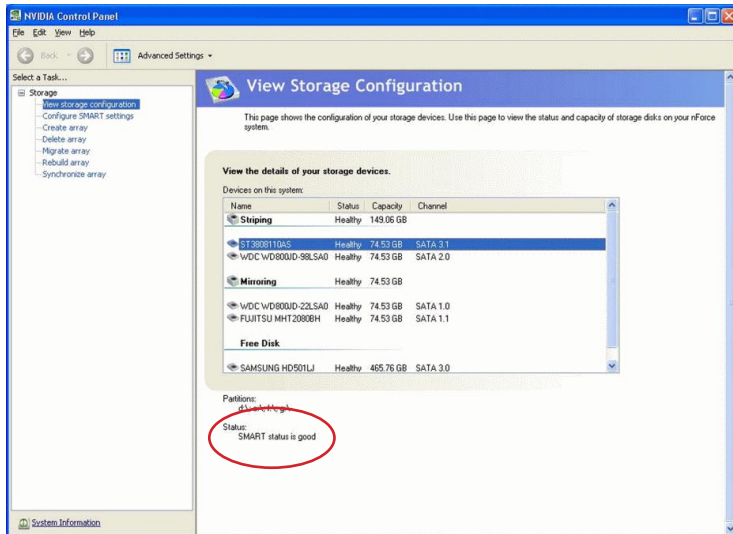 NVIDIA Control Panel
File Edit View Help
Back Advanced Settings
Select a Task...
Storage
View storage configuration
Configure SMART settings
Create array
Delete array
Migrate array
Rebuild array
Synchronize array
System Information
View Storage Configuration
This page shows the configuration of your storage devices. Use this page to view the status and capacity of storage disks on your nForce
system.
View the details of your storage devices.
Devices on this system:
Name Status Capacity Channel
Striping Healthy 149.06 GB
ST3808110AS Healthy 74.53 GB SATA 3.1
WDC WD800JD-98LSA0 Healthy 74.53 GB SATA 2.0
Mirroring Healthy 74.53 GB
WDC WD800JD-22LSA0 Healthy 74.53 GB SATA 1.0
FUJITSU MHT2080BH Healthy 74.53 GB SATA 1.1
Free Disk
SAMSUNG HD501LJ Healthy 465.76 GB SATA 3.0
Partitions:
Status:
SMART status is good